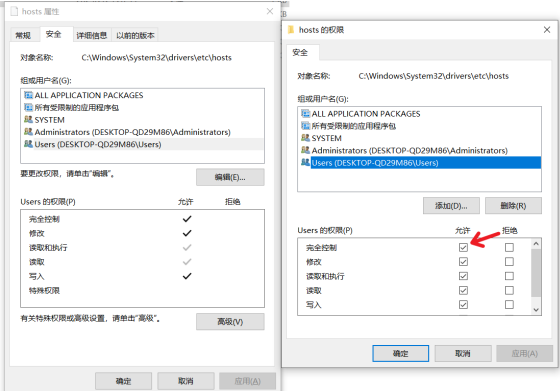 hosts 属性
常规
安全
详细信息
以前的版本
对象名称: C:\Windows\System32\drivers\etc\hosts
组或用户名(G):
ALL APPLICATION PACKAGES
所有受限制的应用程序包
SYSTEM
Administrators (DESKTOP-QD29M86\Administrators)
Users (DESKTOP-QD29M86\Users)
要更改权限，请单击"编辑"。
编辑(E)...
Users 的权限(P) 允许 拒绝
完全控制
修改
读取和执行
读取
写入
特殊权限
有关特殊权限或高级设置，请单击"高级"。
高级(V)
确定
取消
应用(A)
hosts 的权限
安全
对象名称: C:\Windows\System32\drivers\etc\hosts
组或用户名(G):
ALL APPLICATION PACKAGES
所有受限制的应用程序包
SYSTEM
Administrators (DESKTOP-QD29M86\Administrators)
Users (DESKTOP-QD29M86\Users)
添加(D)...
删除(R)
Users 的权限(P) 允许 拒绝
完全控制
修改
读取和执行
读取
写入
确定
取消
应用(A)